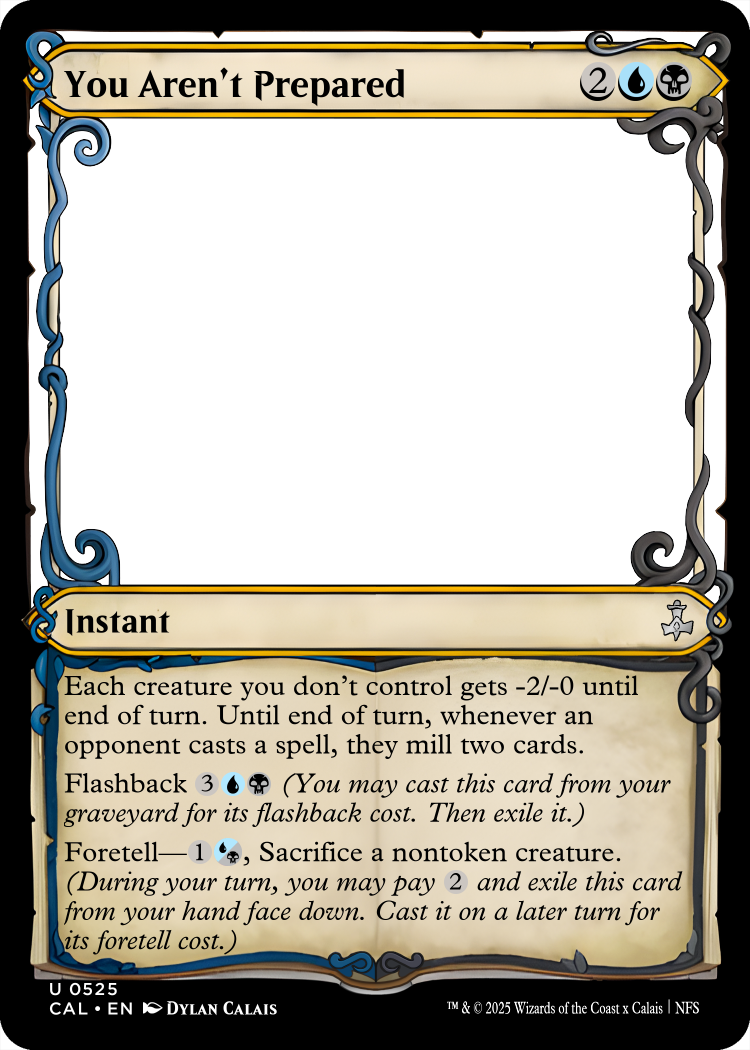 You Aren't Prepared 2
Instant
Each creature you don't control gets -2/-0 until
end of turn. Until end of turn, whenever an
opponent casts a spell, they mill two cards.
Flashback 3 (You may cast this card from your
graveyard for its flashback cost. Then exile it.)
Foretell—1, Sacrifice a nontoken creature.
(During your turn, you may pay 2 and exile this card
from your hand face down. Cast it on a later turn for
its foretell cost.)
U 0525
CAL • EN DYLAN CALAIS ™ & © 2025 Wizards of the Coast x Calais | NFS